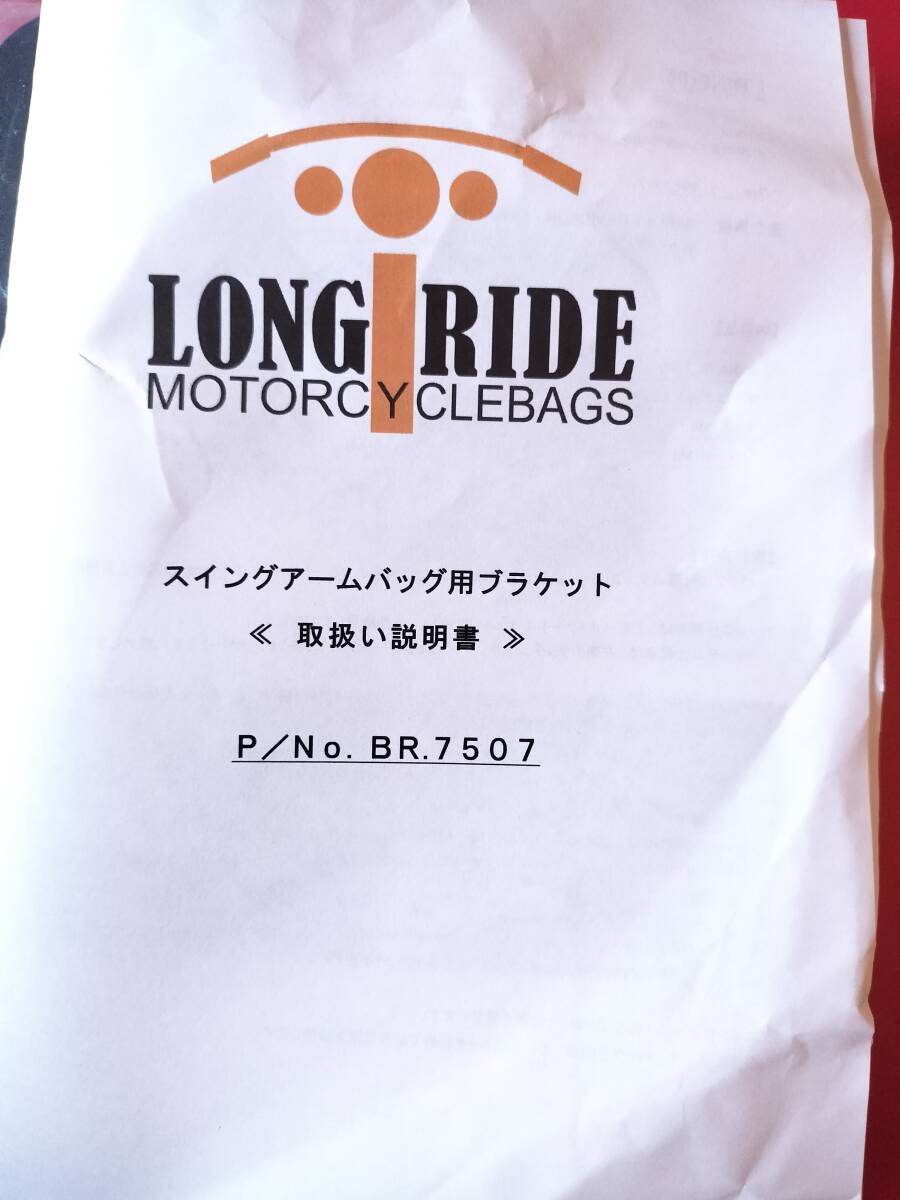 LONG RIDE
MOTORCYCLEBAGS
スイングアームバッグ用ブラケット
≪ 取扱い説明書 ≫
Ｐ／Ｎｏ．ＢＲ.７５０７